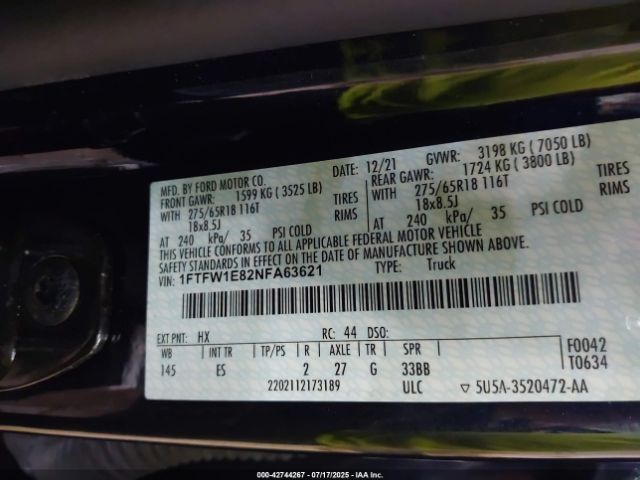 MFD. BY FORD MOTOR CO. DATE: 12/21 GVWR: 3198 KG ( 7050 LB)
FRONT GAWR: 1599 KG ( 3525 LB) REAR GAWR: 1724 KG ( 3800 LB)
WITH 275/65R18 116T TIRES WITH 275/65R18 116T TIRES
18x8.5J RIMS 18x8.5J RIMS
AT 240 kPa/ 35 PSI COLD AT 240 kPa/ 35 PSI COLD
THIS VEHICLE CONFORMS TO ALL APPLICABLE FEDERAL MOTOR VEHICLE
SAFETY STANDARDS IN EFFECT ON THE DATE OF MANUFACTURE SHOWN ABOVE.
VIN: 1FTFW1E82NFA63621 TYPE: Truck
EXT PNT: HX RC: 44 DSO: F0042
WB INT TR TP/PS R AXLE TR SPR T0634
145 ES 2 27 G 33BB
2202112173189 ULC ▽ 5U5A-3520472-AA
000-42744267 - 07/17/2025 - IAA Inc.